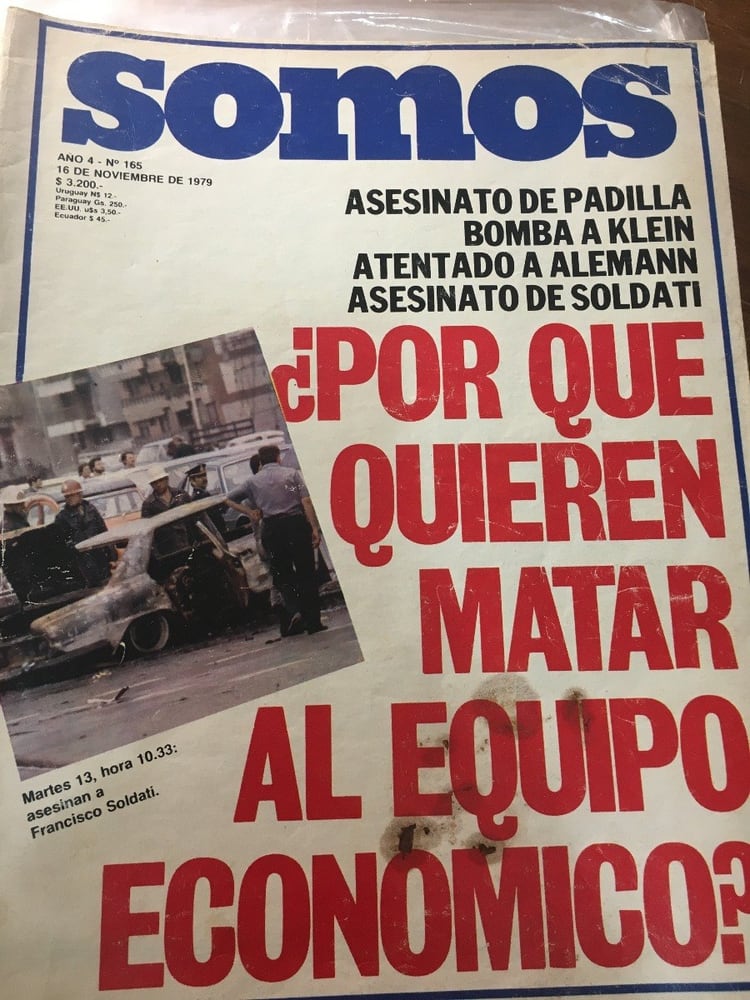 somos
AÑO 4 - Nº 165
16 DE NOVIEMBRE DE 1979
$ 3.200.-
Uruguay N$ 12.-
Paraguay Gs. 250.-
EE.UU. u$s 3,50.-
Ecuador $ 45.-
ASESINATO DE PADILLA
BOMBA A KLEIN
ATENTADO A ALEMANN
ASESINATO DE SOLDATI
¿POR QUE
QUIEREN
MATAR
AL EQUIPO
ECONOMICO?
Martes 13, hora 10.33:
asesinan a
Francisco Soldati.